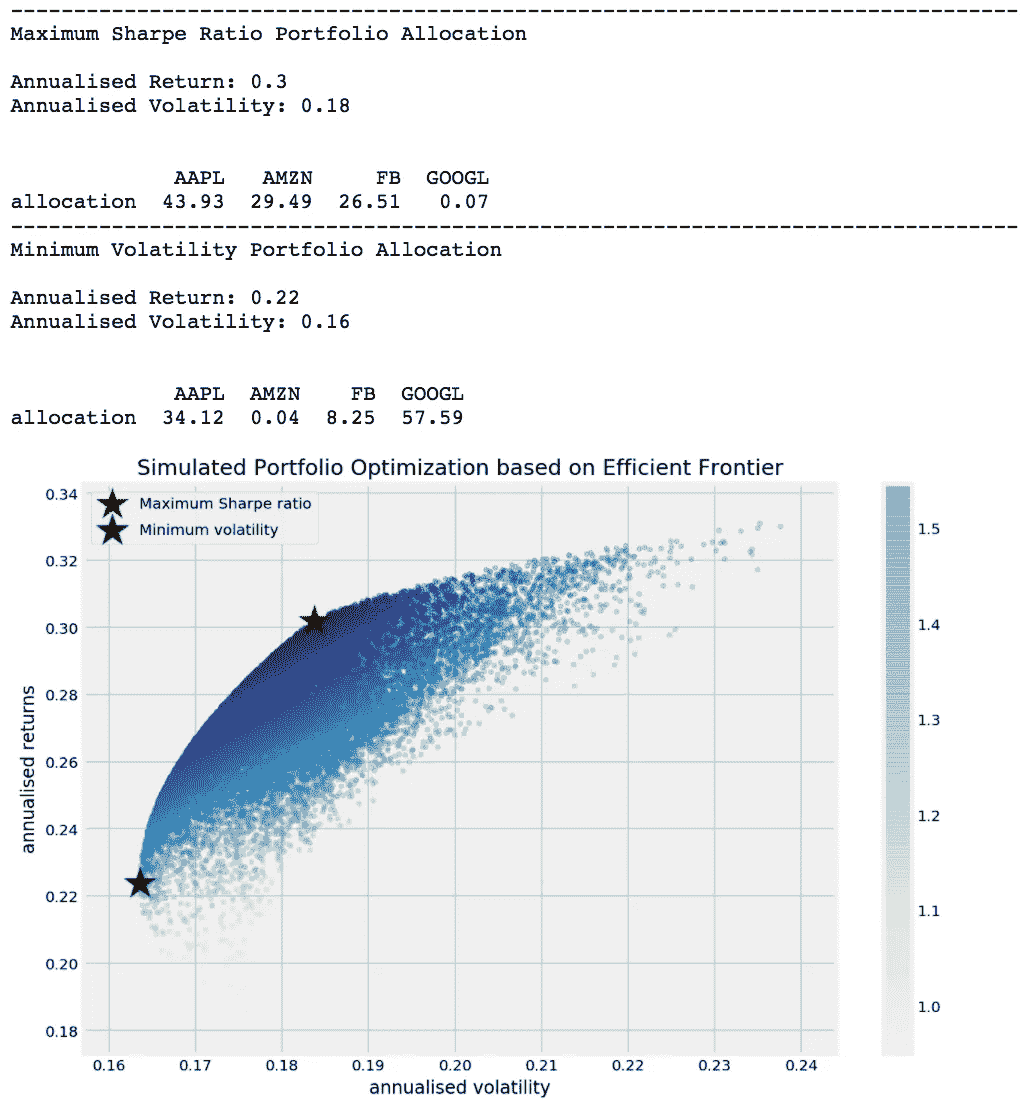 Maximum Sharpe Ratio Portfolio Allocation
Annualised Return: 0.3
Annualised Volatility: 0.18
AAPL AMZN FB GOOGL
allocation 43.93 29.49 26.51 0.07
Minimum Volatility Portfolio Allocation
Annualised Return: 0.22
Annualised Volatility: 0.16
AAPL AMZN FB GOOGL
allocation 34.12 0.04 8.25 57.59
Simulated Portfolio Optimization based on Efficient Frontier
Maximum Sharpe ratio
Minimum volatility
annualised returns
0.34
0.32
0.30
0.28
0.26
0.24
0.22
0.20
0.18
0.16 0.17 0.18 0.19 0.20 0.21 0.22 0.23 0.24
annualised volatility
1.5
1.4
1.3
1.2
1.1
1.0